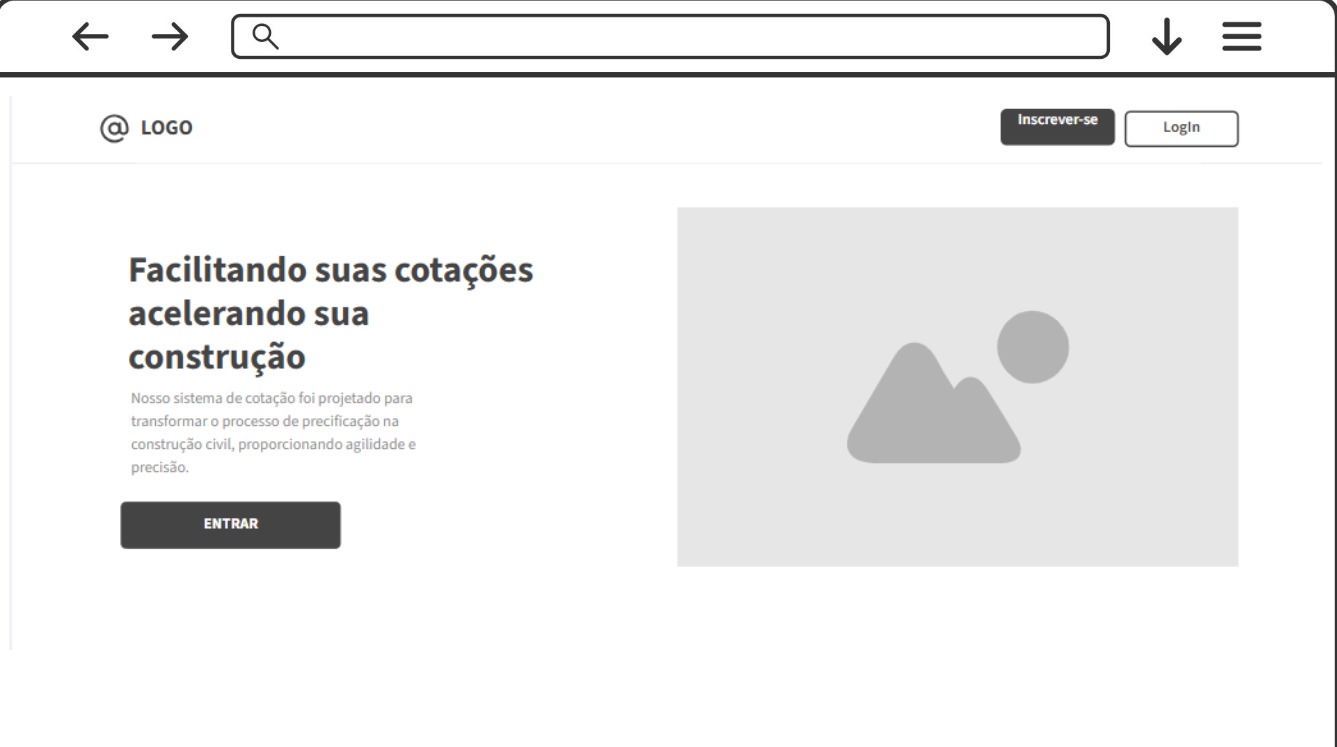 @ LOGO
Inscrever-se
LogIn
Facilitando suas cotações
acelerando sua
construção
Nosso sistema de cotação foi projetado para
transformar o processo de precificação na
construção civil, proporcionando agilidade e
precisão.
ENTRAR